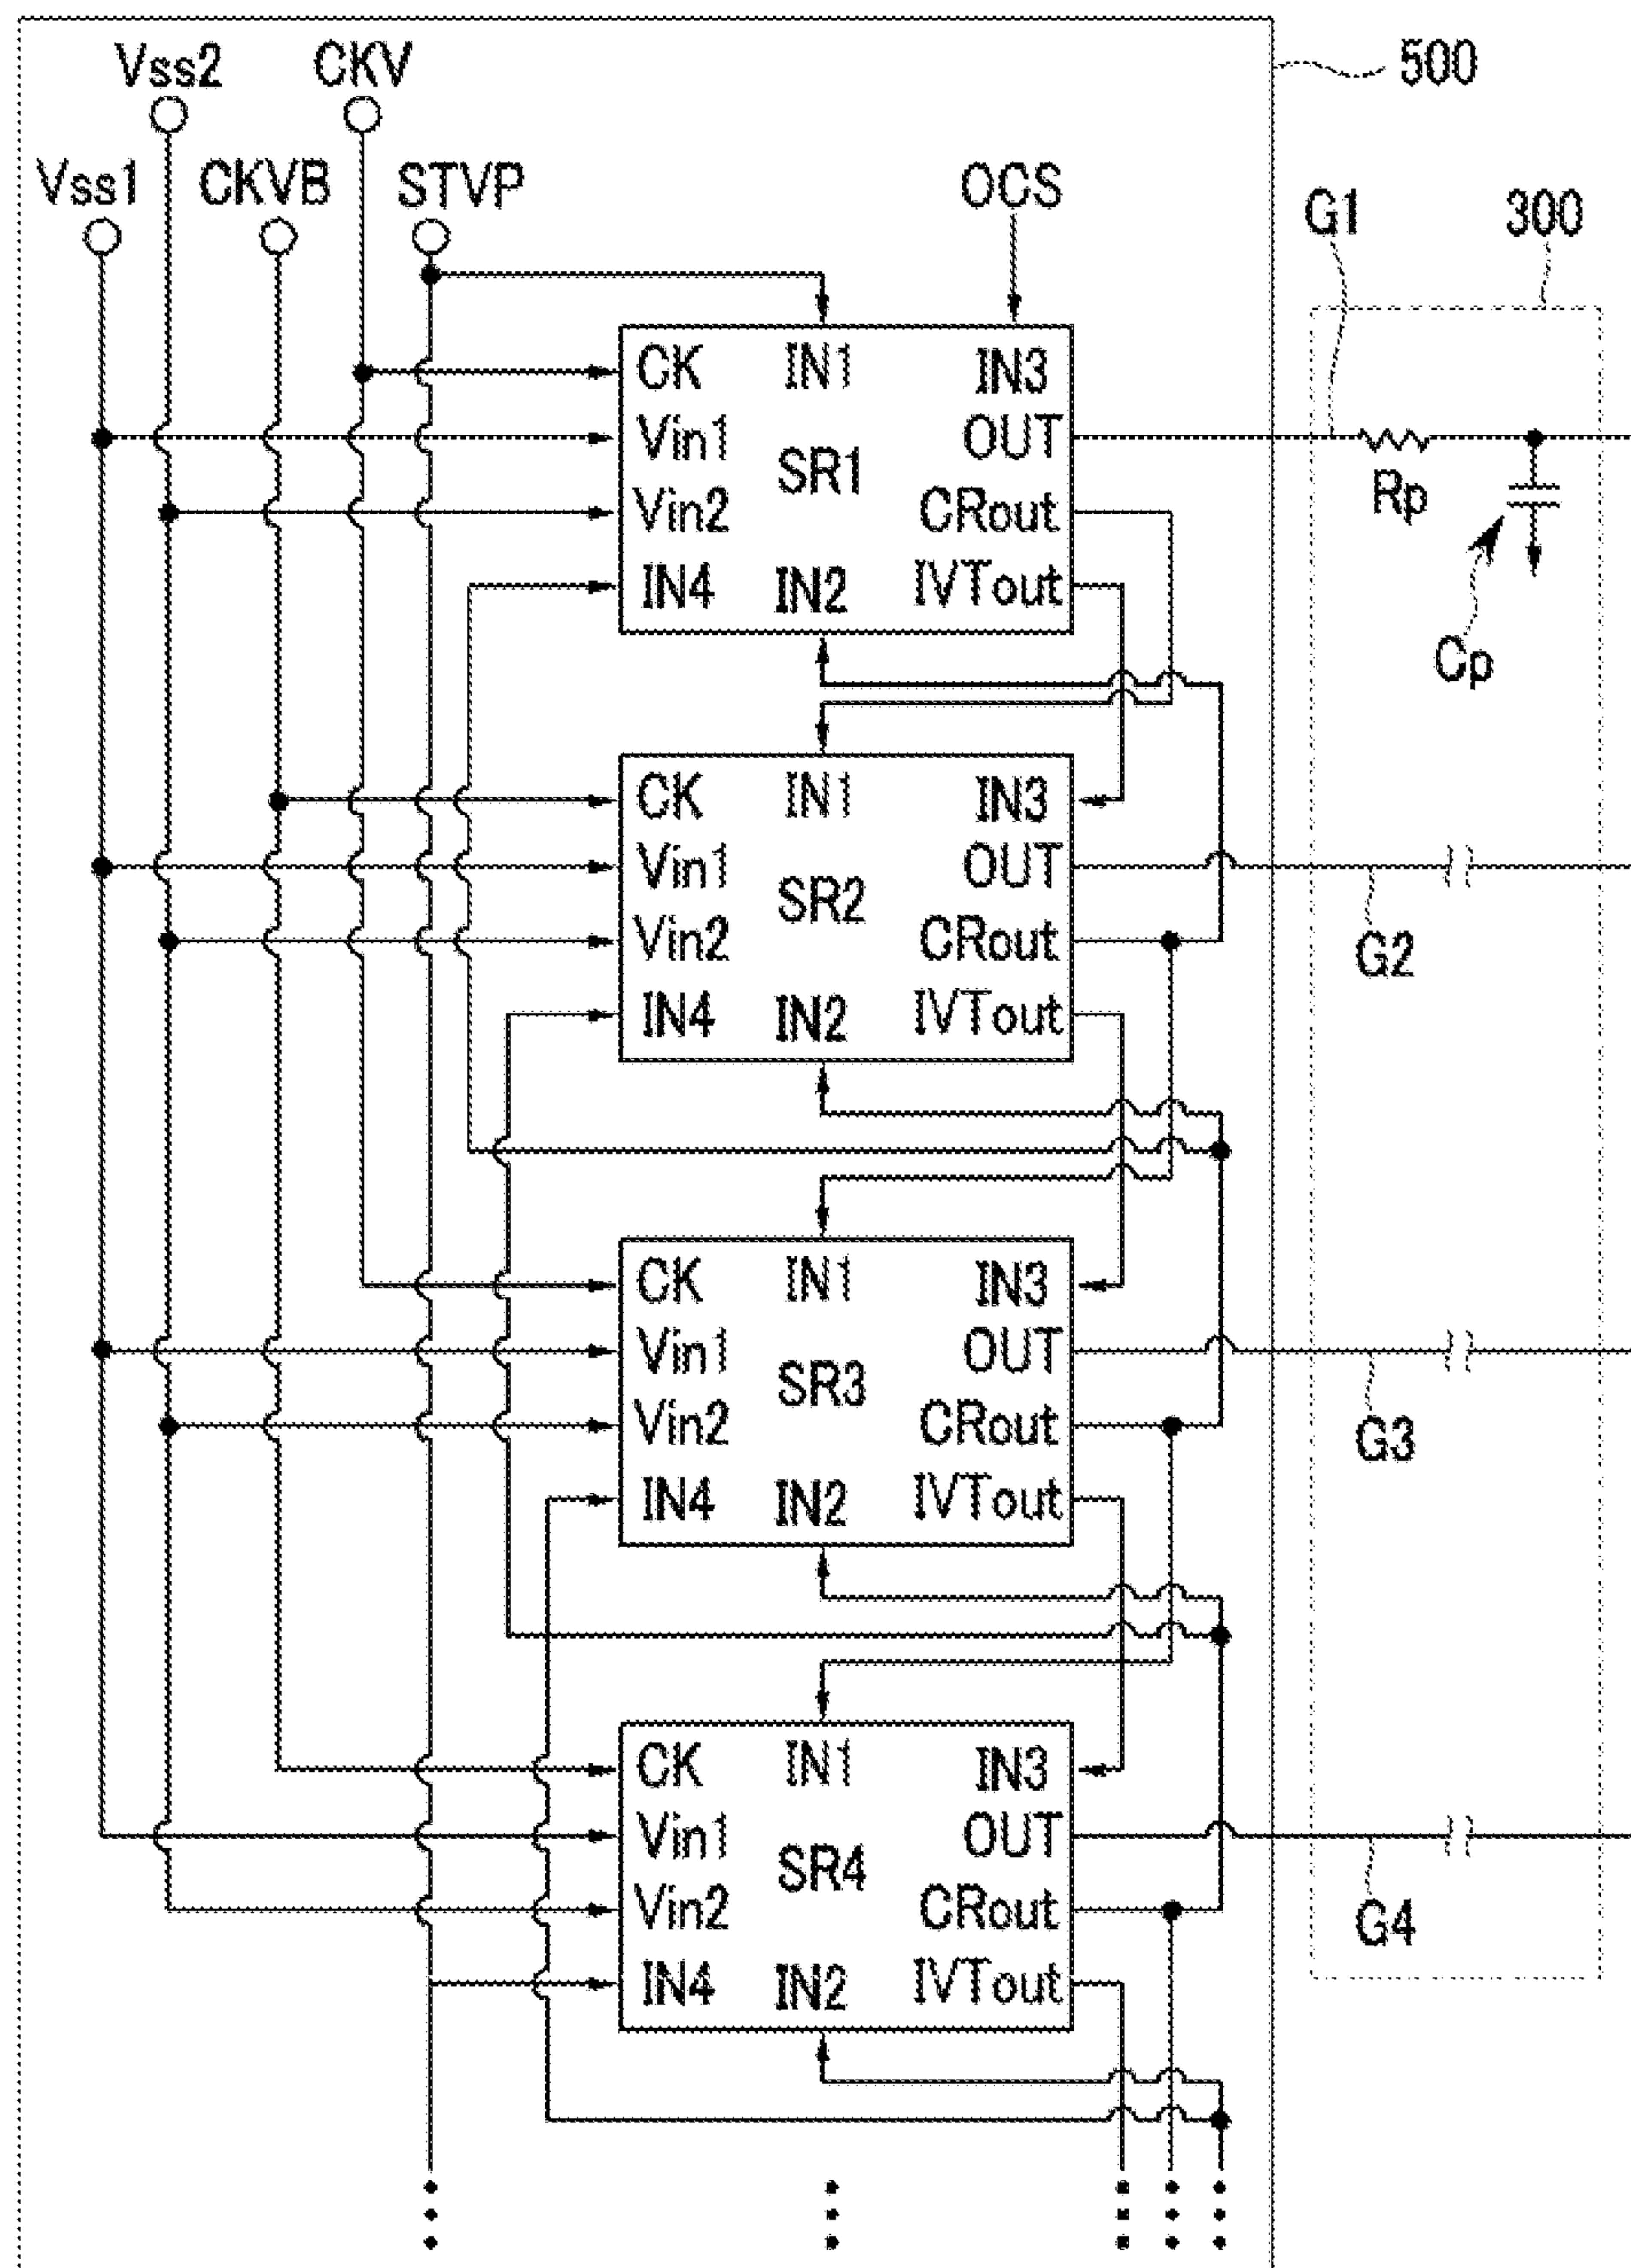 Vss2 CKV 500
Vss1 CKVB STVP OCS G1 300
CK IN1 IN3
Vin1 OUT
SR1
Vin2 CRout
IN4 IN2 IVTout
Rp
Cp
CK IN1 IN3
Vin1 OUT
SR2
Vin2 CRout
IN4 IN2 IVTout
G2
CK IN1 IN3
Vin1 OUT
SR3
Vin2 CRout
IN4 IN2 IVTout
G3
CK IN1 IN3
Vin1 OUT
SR4
Vin2 CRout
IN4 IN2 IVTout
G4